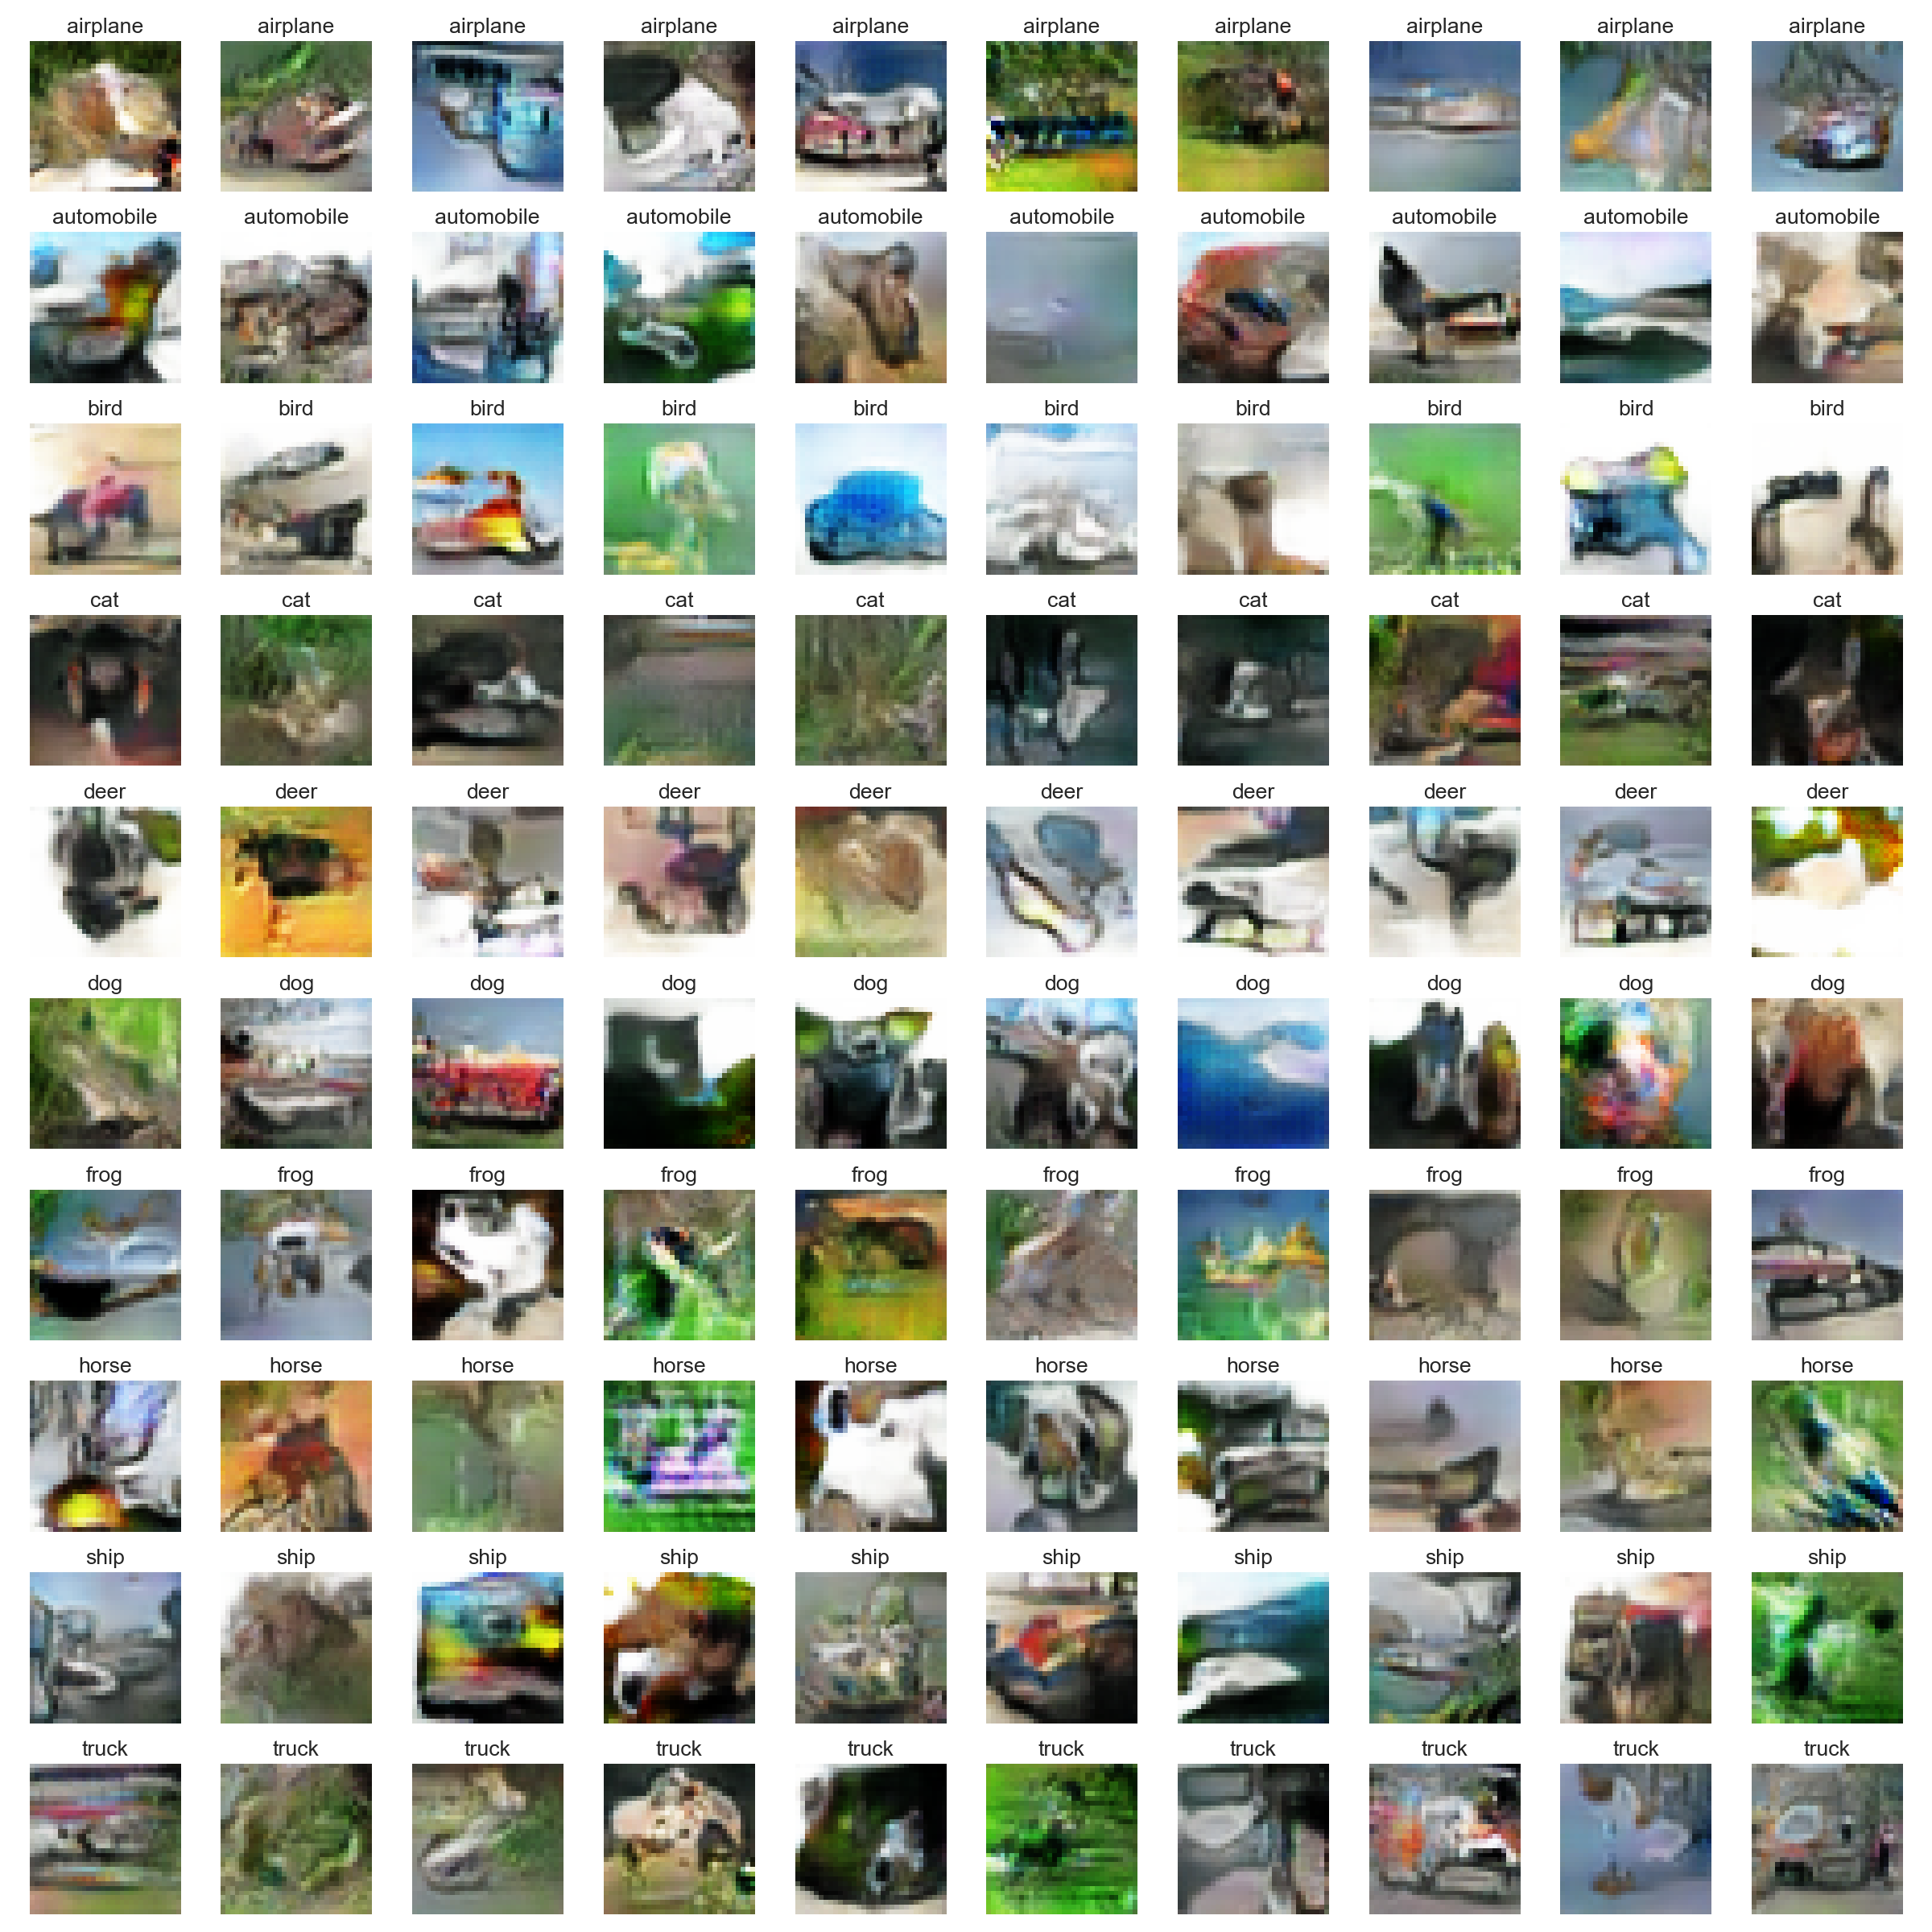 airplane airplane airplane airplane airplane airplane airplane airplane airplane airplane
automobile automobile automobile automobile automobile automobile automobile automobile automobile automobile
bird bird bird bird bird bird bird bird bird bird
cat cat cat cat cat cat cat cat cat cat
deer deer deer deer deer deer deer deer deer deer
dog dog dog dog dog dog dog dog dog dog
frog frog frog frog frog frog frog frog frog frog
horse horse horse horse horse horse horse horse horse horse
ship ship ship ship ship ship ship ship ship ship
truck truck truck truck truck truck truck truck truck truck